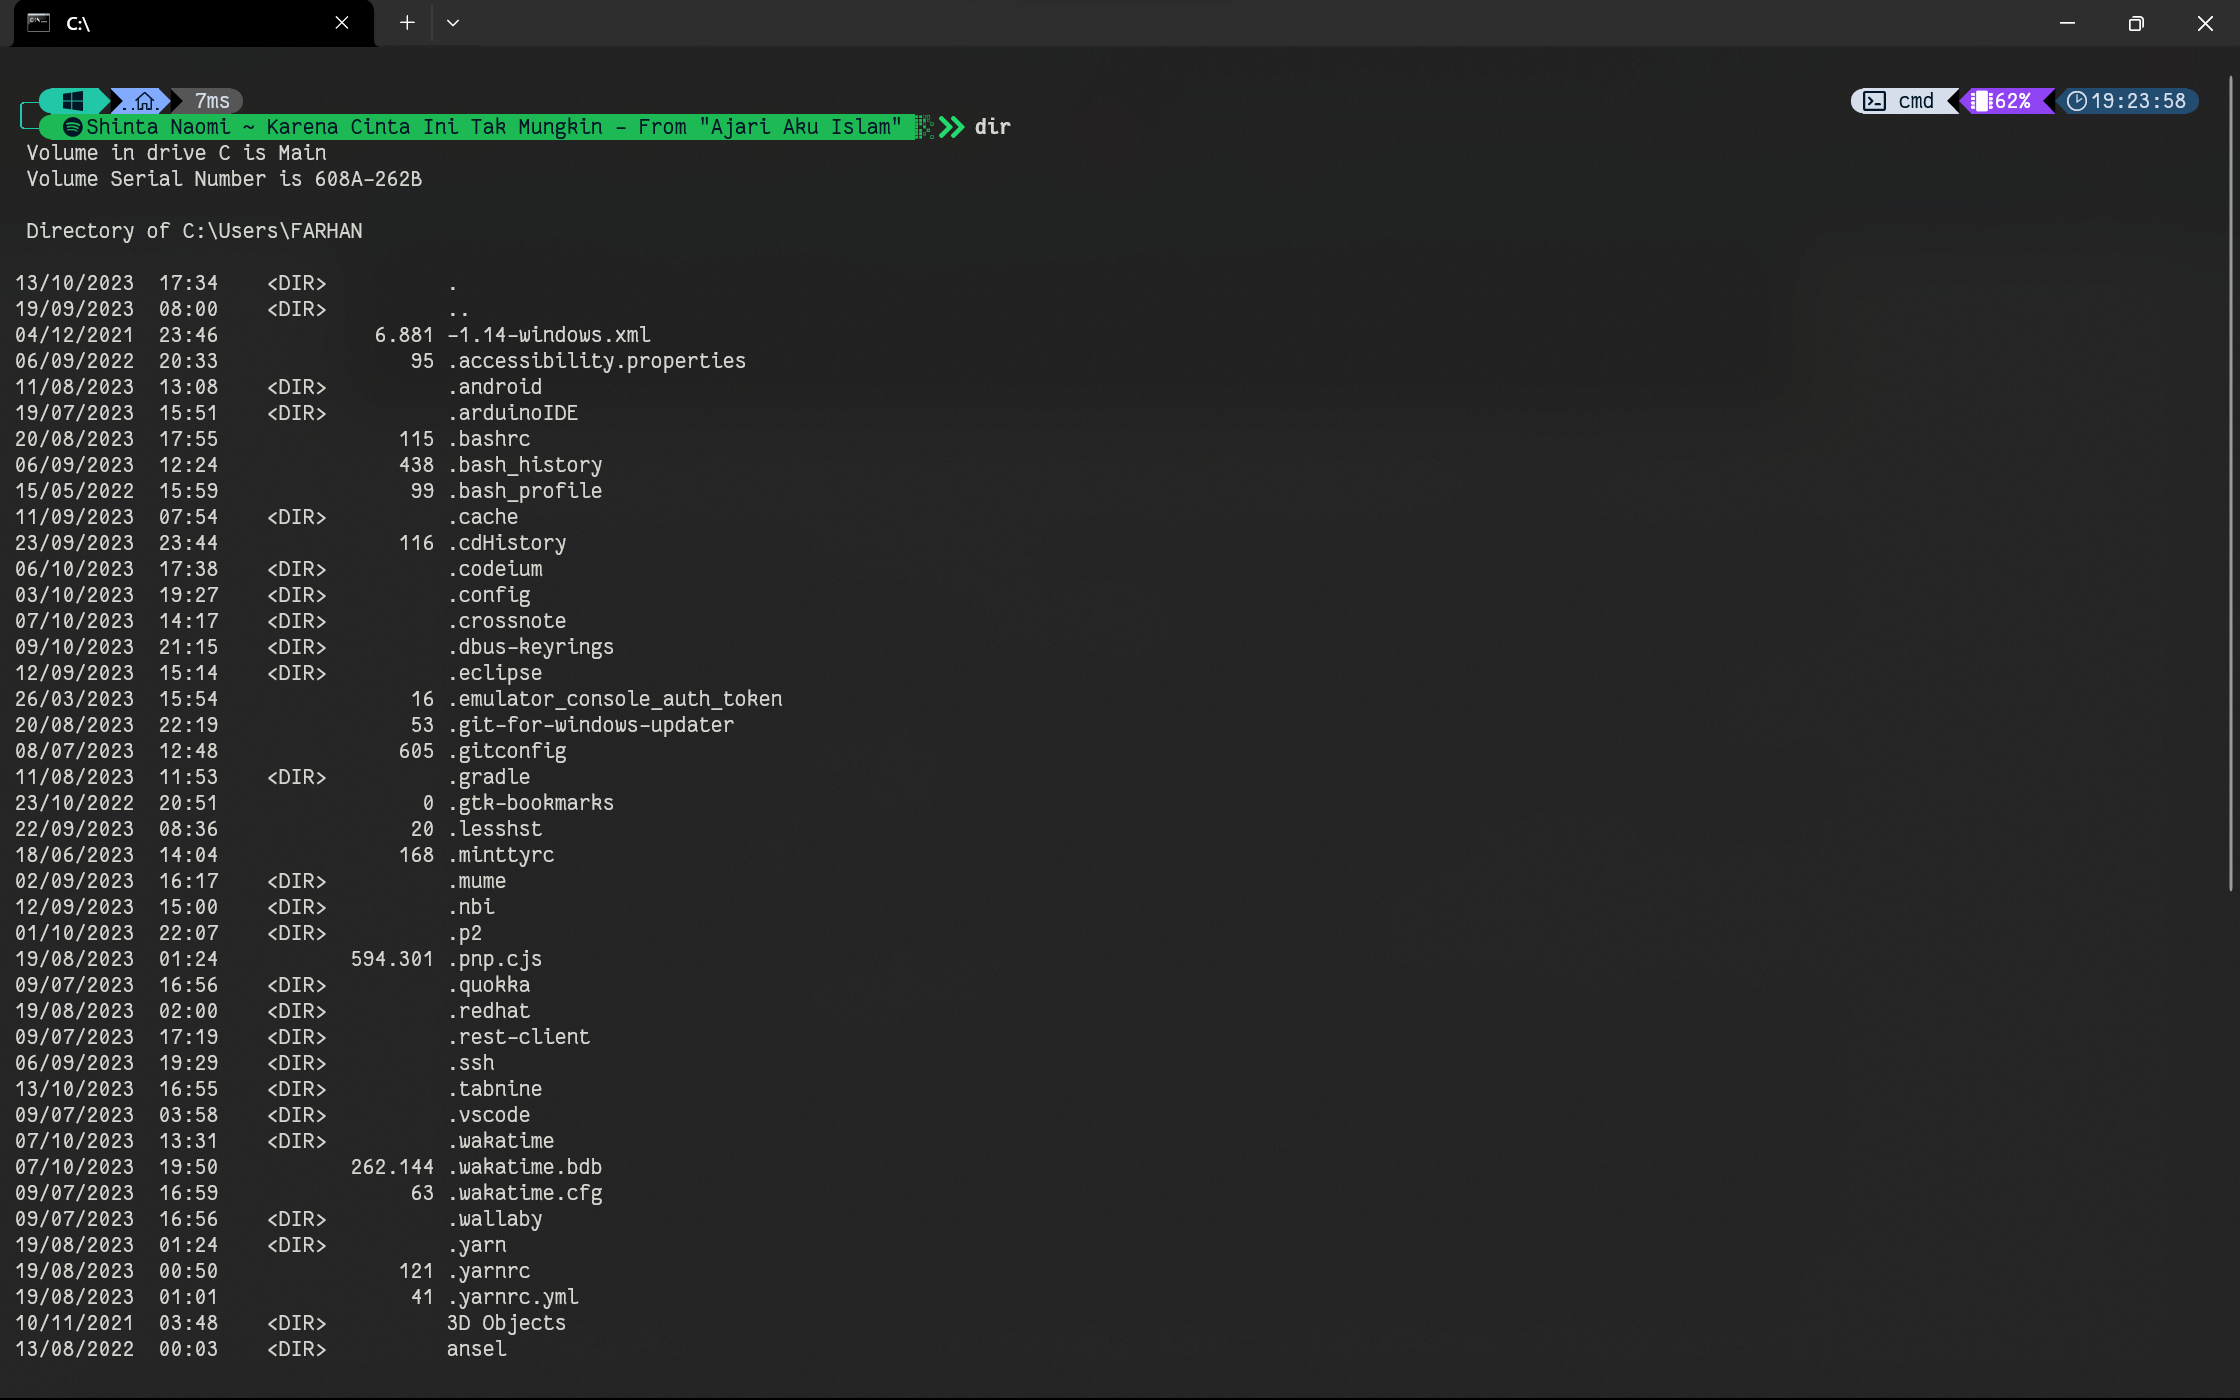 C:\
7ms
cmd 62% 19:23:58
Shinta Naomi ~ Karena Cinta Ini Tak Mungkin - From "Ajari Aku Islam" dir
Volume in drive C is Main
Volume Serial Number is 608A-262B
Directory of C:\Users\FARHAN
13/10/2023  17:34    <DIR>          .
19/09/2023  08:00    <DIR>          ..
04/12/2021  23:46             6.881 -1.14-windows.xml
06/09/2022  20:33                95 .accessibility.properties
11/08/2023  13:08    <DIR>          .android
19/07/2023  15:51    <DIR>          .arduinoIDE
20/08/2023  17:55               115 .bashrc
06/09/2023  12:24               438 .bash_history
15/05/2022  15:59                99 .bash_profile
11/09/2023  07:54    <DIR>          .cache
23/09/2023  23:44               116 .cdHistory
06/10/2023  17:38    <DIR>          .codeium
03/10/2023  19:27    <DIR>          .config
07/10/2023  14:17    <DIR>          .crossnote
09/10/2023  21:15    <DIR>          .dbus-keyrings
12/09/2023  15:14    <DIR>          .eclipse
26/03/2023  15:54                16 .emulator_console_auth_token
20/08/2023  22:19                53 .git-for-windows-updater
08/07/2023  12:48               605 .gitconfig
11/08/2023  11:53    <DIR>          .gradle
23/10/2022  20:51                 0 .gtk-bookmarks
22/09/2023  08:36                20 .lesshst
18/06/2023  14:04               168 .minttyrc
02/09/2023  16:17    <DIR>          .mume
12/09/2023  15:00    <DIR>          .nbi
01/10/2023  22:07    <DIR>          .p2
19/08/2023  01:24           594.301 .pnp.cjs
09/07/2023  16:56    <DIR>          .quokka
19/08/2023  02:00    <DIR>          .redhat
09/07/2023  17:19    <DIR>          .rest-client
06/09/2023  19:29    <DIR>          .ssh
13/10/2023  16:55    <DIR>          .tabnine
09/07/2023  03:58    <DIR>          .vscode
07/10/2023  13:31    <DIR>          .wakatime
07/10/2023  19:50           262.144 .wakatime.bdb
09/07/2023  16:59                63 .wakatime.cfg
09/07/2023  16:56    <DIR>          .wallaby
19/08/2023  01:24    <DIR>          .yarn
19/08/2023  00:50               121 .yarnrc
19/08/2023  01:01                41 .yarnrc.yml
10/11/2021  03:48    <DIR>          3D Objects
13/08/2022  00:03    <DIR>          ansel